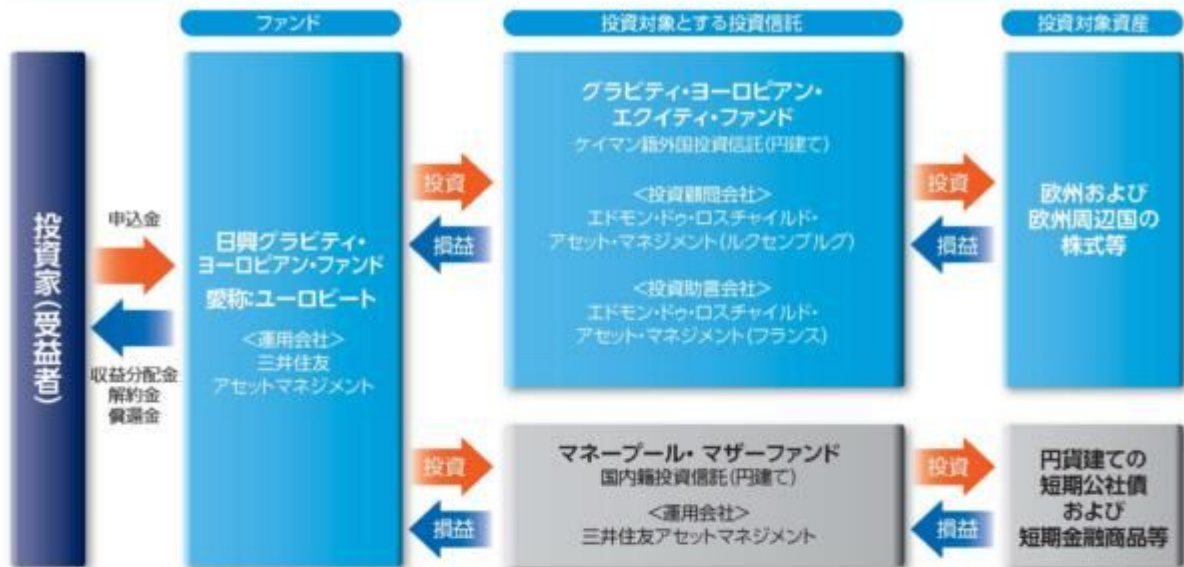 ファンド
投資対象とする投資信託
投資対象資産
投資家(受益者)
申込金
収益分配金
解約金
償還金
日興グラビティ・
ヨーロピアン・ファンド
愛称:ユーロビート
<運用会社>
三井住友
アセットマネジメント
投資
損益
グラビティ・ヨーロピアン・
エクイティ・ファンド
ケイマン籍外国投資信託(円建て)
<投資顧問会社>
エドモン・ドゥ・ロスチャイルド・
アセット・マネジメント(ルクセンブルグ)
<投資助言会社>
エドモン・ドゥ・ロスチャイルド・
アセット・マネジメント(フランス)
投資
損益
欧州および
欧州周辺国の
株式等
投資
損益
マネープール・マザーファンド
国内籍投資信託(円建て)
<運用会社>
三井住友アセットマネジメント
投資
損益
円貨建ての
短期公社債
および
短期金融商品等